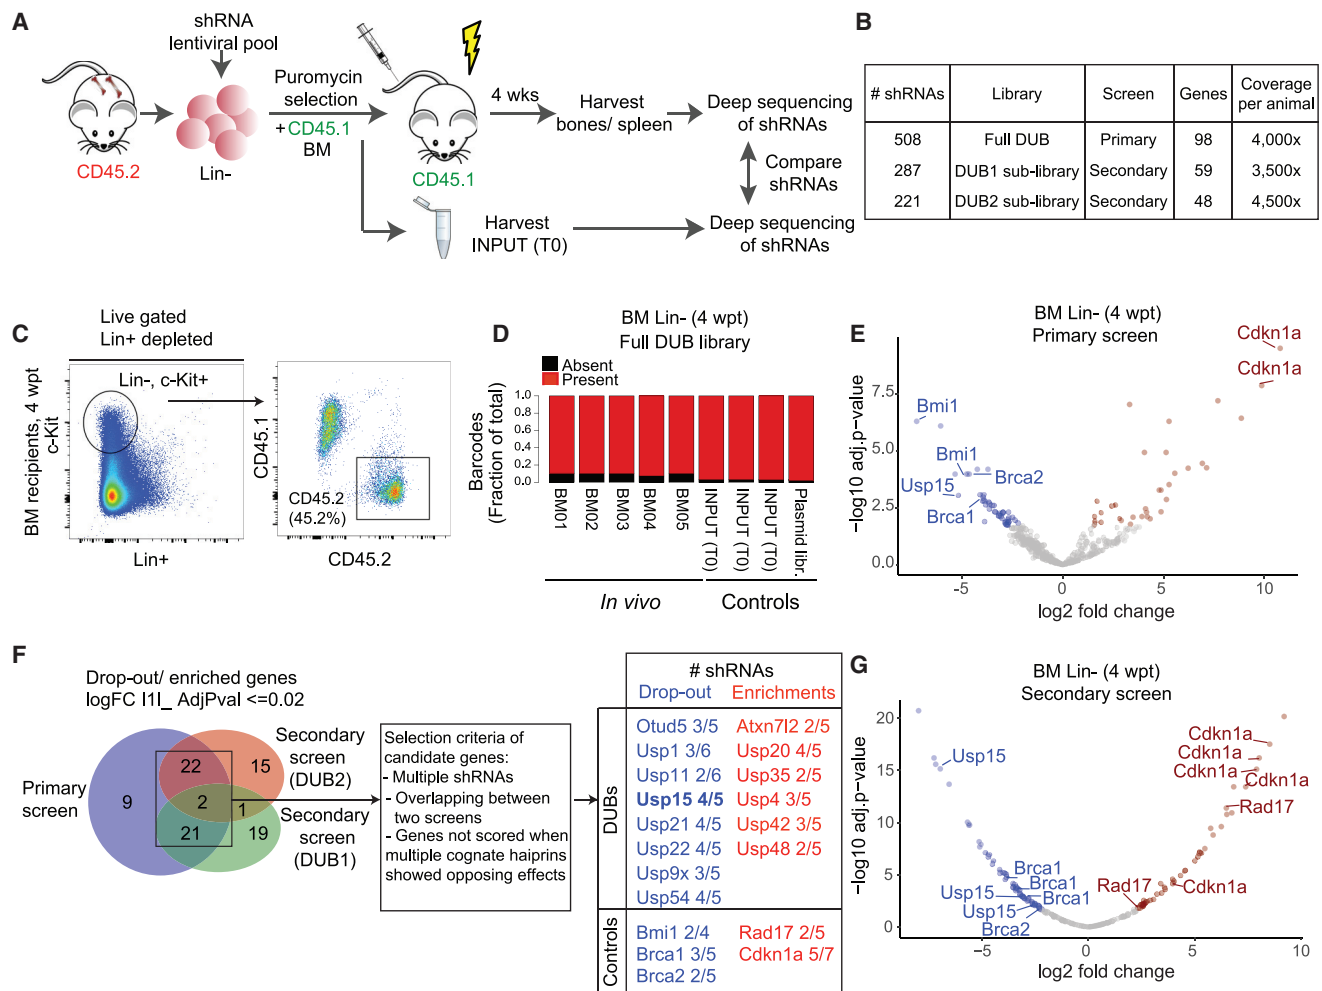 A
shRNA
lentiviral pool
Puromycin
selection
+CD45.1
BM
CD45.2
Lin-
CD45.1
4 wks
Harvest
bones/ spleen
Deep sequencing
of shRNAs
Compare
shRNAs
Harvest
INPUT (T0)
Deep sequencing
of shRNAs
B
# shRNAs Library Screen Genes Coverage per animal
508 Full DUB Primary 98 4,000x
287 DUB1 sub-library Secondary 59 3,500x
221 DUB2 sub-library Secondary 48 4,500x
C
Live gated
Lin+ depleted
Lin-, c-Kit+
BM recipients, 4 wpt
c-Kit
Lin+
CD45.1
CD45.2
(45.2%)
CD45.2
D
BM Lin- (4 wpt)
Full DUB library
Absent
Present
Barcodes
(Fraction of total)
1.0
0.8
0.6
0.4
0.2
0.0
BM01
BM02
BM03
BM04
BM05
INPUT (T0)
INPUT (T0)
INPUT (T0)
Plasmid libr.
In vivo
Controls
E
BM Lin- (4 wpt)
Primary screen
Cdkn1a
Cdkn1a
Bmi1
Bmi1
Brca2
Usp15
Brca1
−log10 adj.p−value
7.5
5.0
2.5
0.0
-5
0
5
10
log2 fold change
F
Drop-out/ enriched genes
logFC I1I_ AdjPval <=0.02
Primary
screen
Secondary
screen
(DUB2)
Secondary
screen
(DUB1)
9
22
15
2
1
21
19
Selection criteria of
candidate genes:
- Multiple shRNAs
- Overlapping between
two screens
- Genes not scored when
multiple cognate haiprins
showed opposing effects
# shRNAs
Drop-out Enrichments
DUBs
Otud5 3/5 Atxn7l2 2/5
Usp1 3/6 Usp20 4/5
Usp11 2/6 Usp35 2/5
Usp15 4/5 Usp4 3/5
Usp21 4/5 Usp42 3/5
Usp22 4/5 Usp48 2/5
Usp9x 3/5
Usp54 4/5
Controls
Bmi1 2/4 Rad17 2/5
Brca1 3/5 Cdkn1a 5/7
Brca2 2/5
G
BM Lin- (4 wpt)
Secondary screen
−log10 adj.p−value
20
15
10
5
0
Usp15
Cdkn1a
Cdkn1a
Cdkn1a
Cdkn1a
Rad17
Brca1
Brca1
Usp15
Brca1
Usp15
Brca2
Rad17
Cdkn1a
-5
0
5
10
log2 fold change